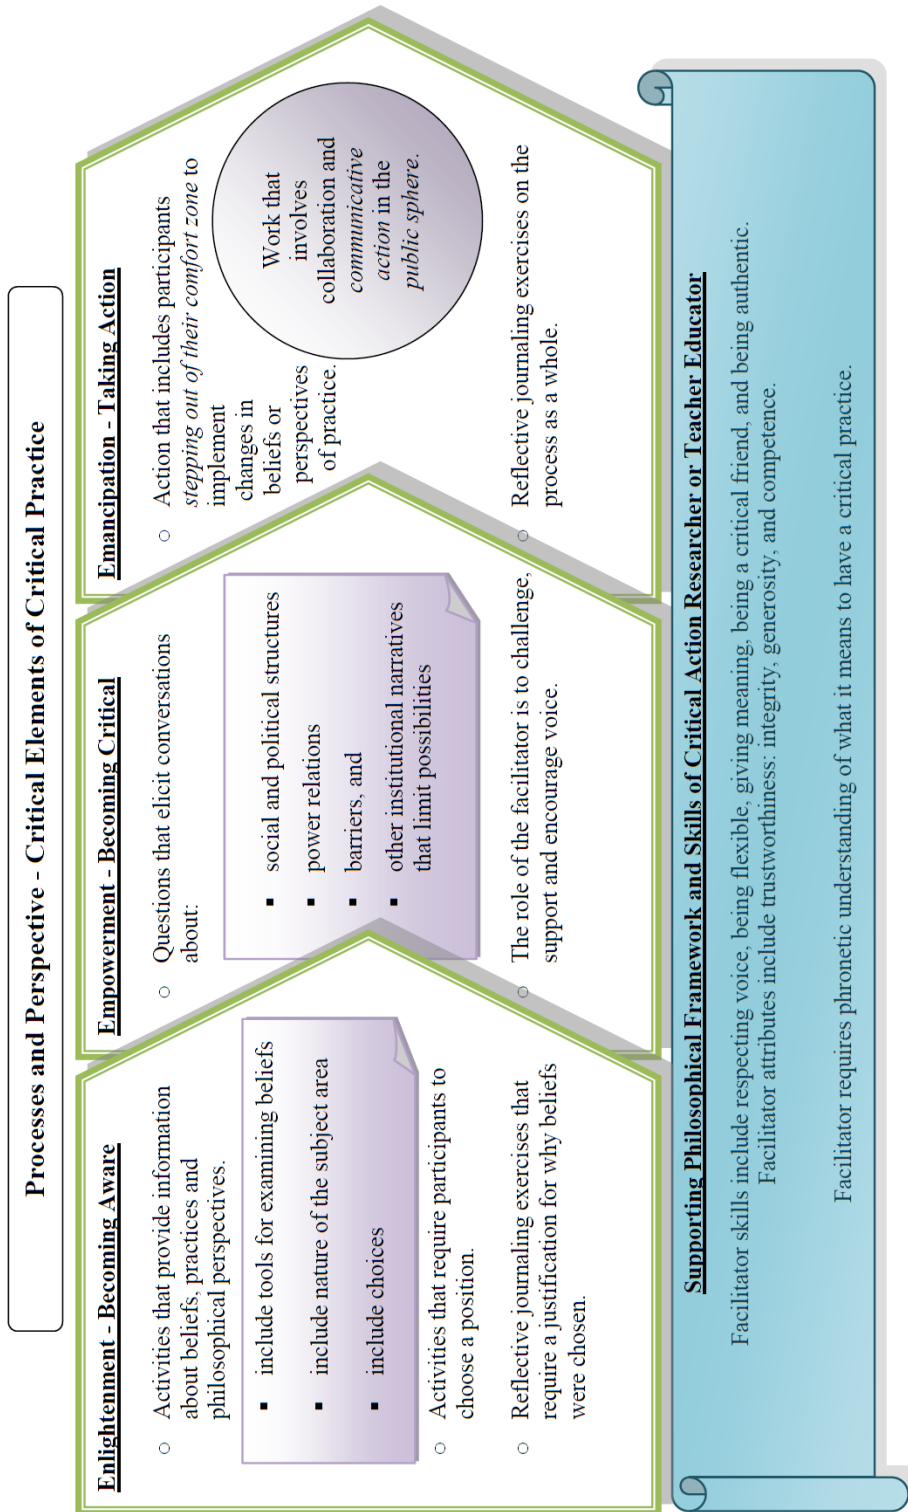 Processes and Perspective - Critical Elements of Critical Practice
Enlightenment - Becoming Aware
○ Activities that provide information
about beliefs, practices and
philosophical perspectives.
▪ include tools for examining beliefs
▪ include nature of the subject area
▪ include choices
○ Activities that require participants to
choose a position.
○ Reflective journaling exercises that
require a justification for why beliefs
were chosen.
Empowerment - Becoming Critical
○ Questions that elicit conversations
about:
▪ social and political structures
▪ power relations
▪ barriers, and
▪ other institutional narratives
that limit possibilities
○ The role of the facilitator is to challenge,
support and encourage voice.
Emancipation - Taking Action
○ Action that includes participants
stepping out of their comfort zone to
implement
changes in
beliefs or
perspectives
of practice.
Work that
involves
collaboration and
communicative
action in the
public sphere.
○ Reflective journaling exercises on the
process as a whole.
Supporting Philosophical Framework and Skills of Critical Action Researcher or Teacher Educator
Facilitator skills include respecting voice, being flexible, giving meaning, being a critical friend, and being authentic.
Facilitator attributes include trustworthiness: integrity, generosity, and competence.
Facilitator requires phronetic understanding of what it means to have a critical practice.